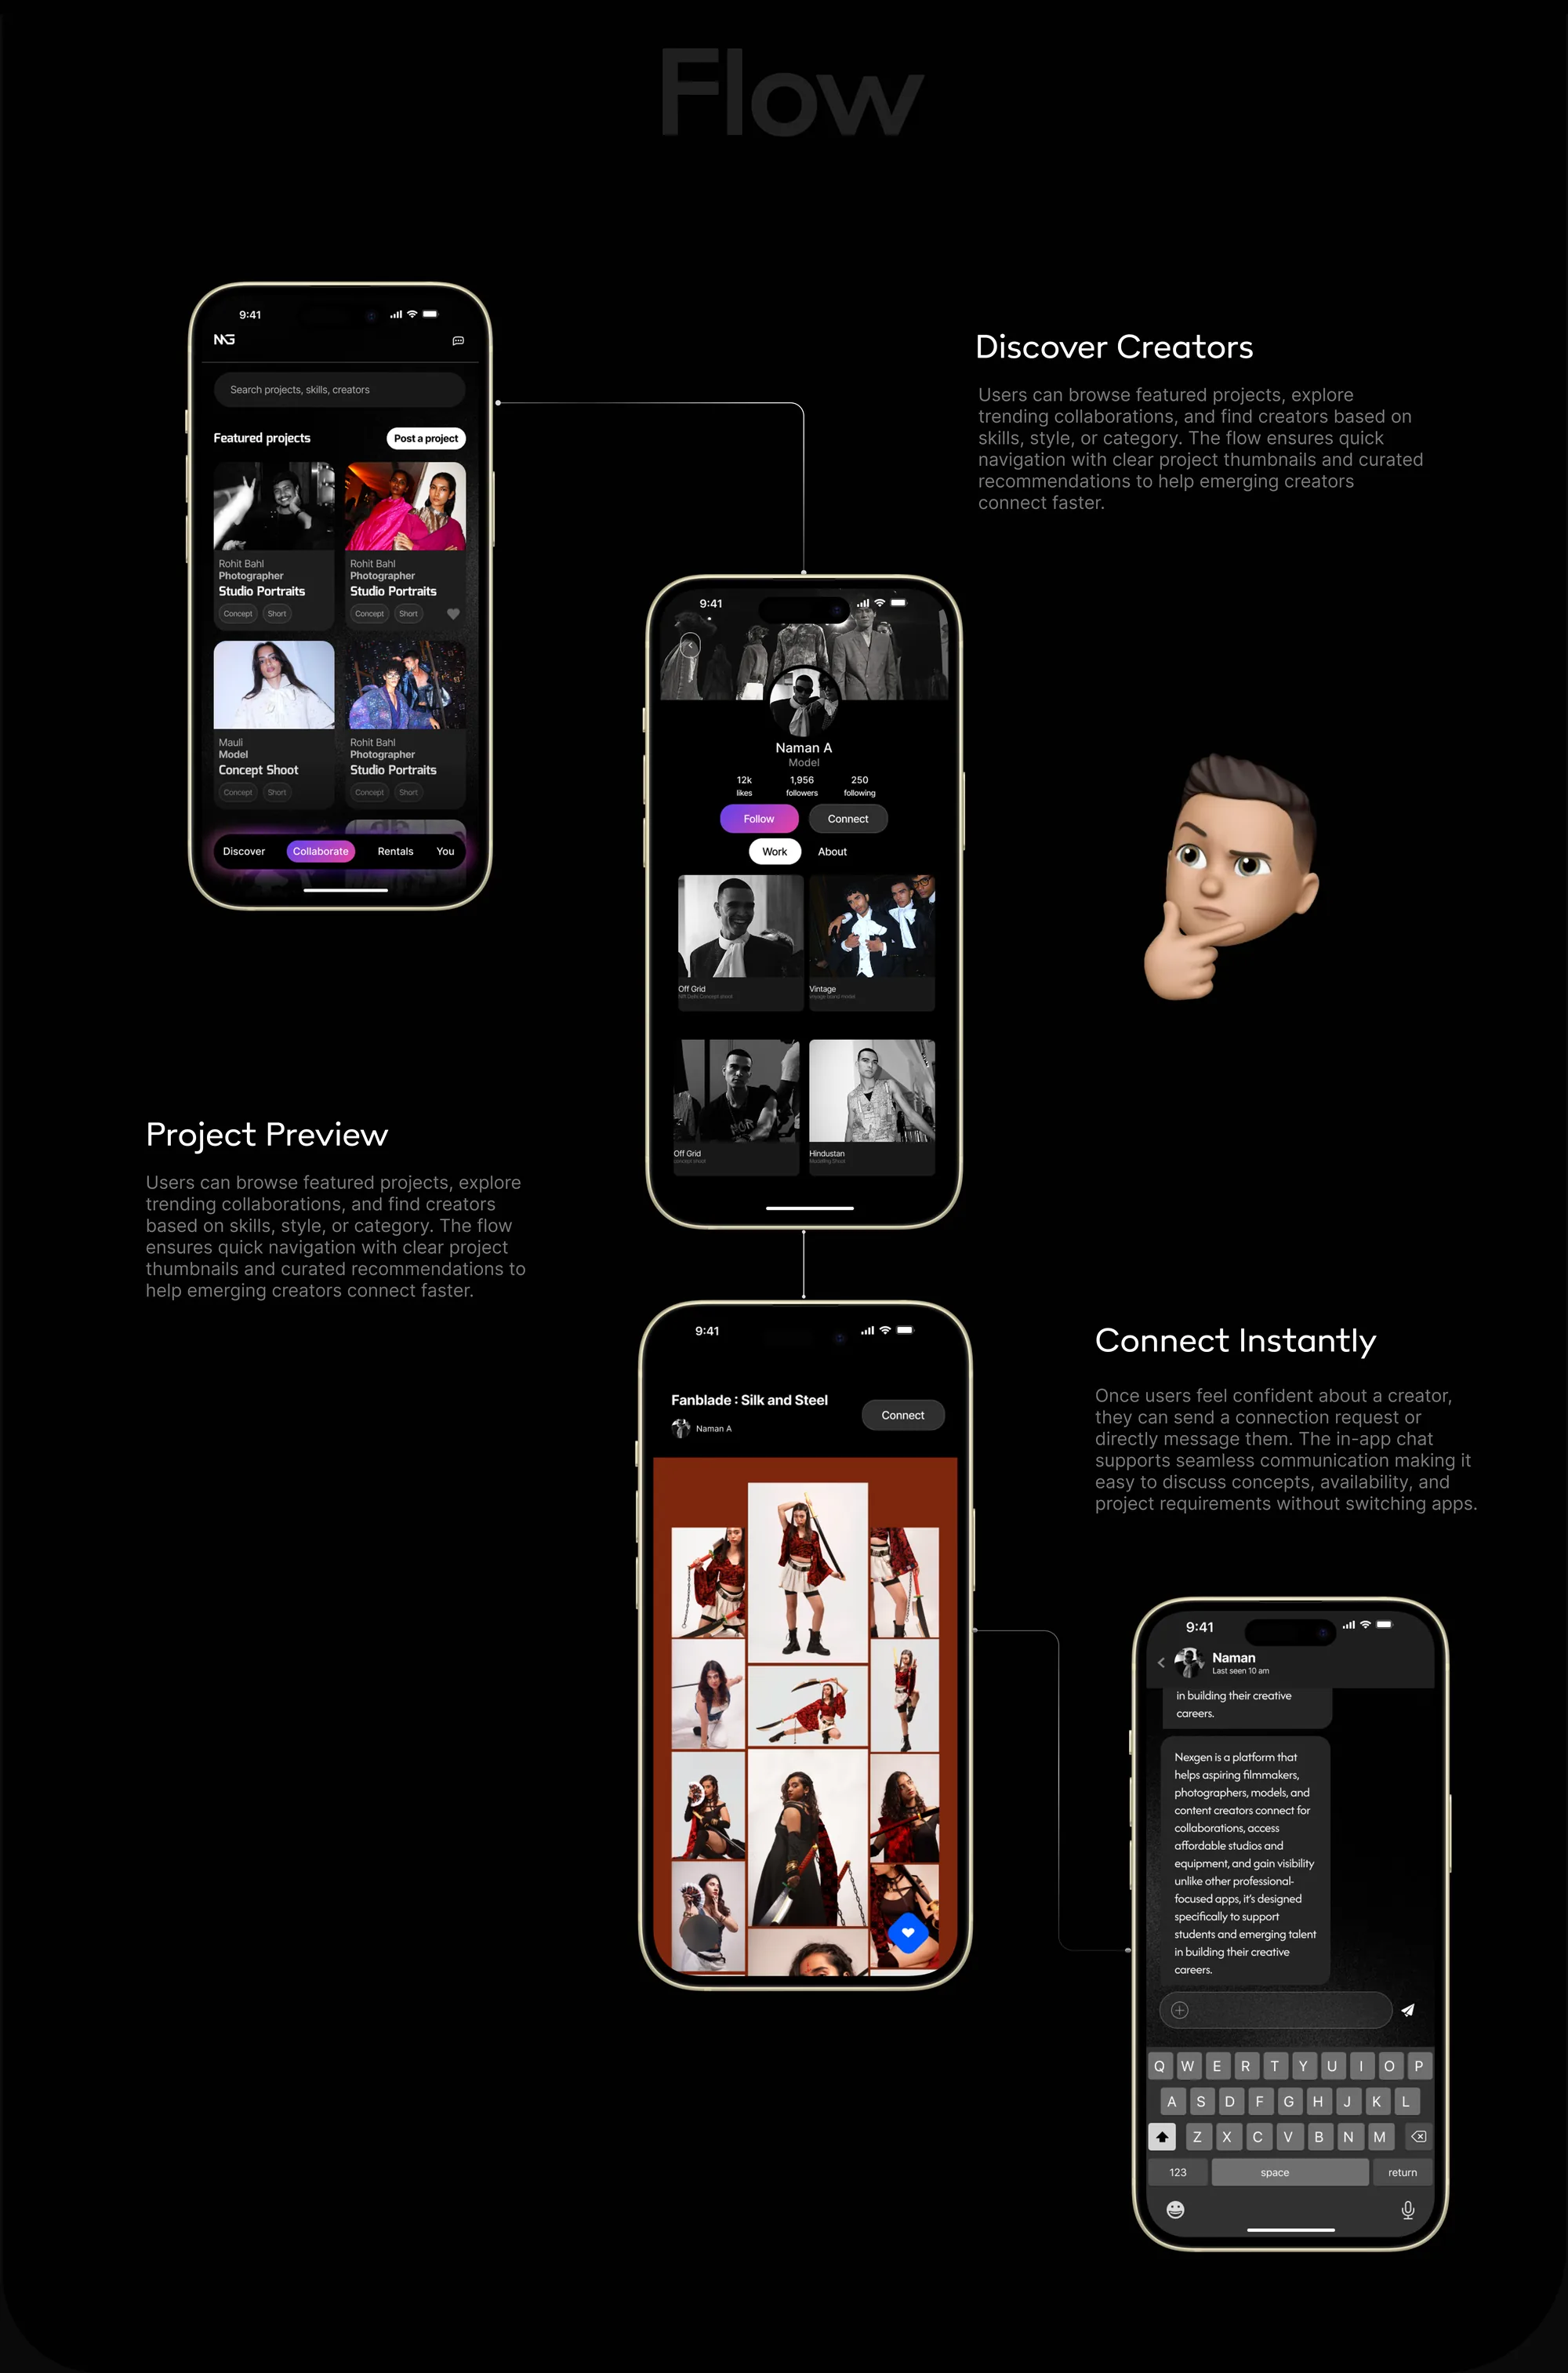 Flow
9:41
NG
Search projects, skills, creators
Featured projects
Post a project
Rohit Bahl
Photographer
Studio Portraits
Concept
Short
Rohit Bahl
Photographer
Studio Portraits
Concept
Short
Mauli
Model
Concept Shoot
Concept
Short
Rohit Bahl
Photographer
Studio Portraits
Concept
Short
Discover
Collaborate
Rentals
You
Discover Creators
Users can browse featured projects, explore
trending collaborations, and find creators based on
skills, style, or category. The flow ensures quick
navigation with clear project thumbnails and curated
recommendations to help emerging creators
connect faster.
9:41
Naman A
Model
12k
likes
1,956
followers
250
following
Follow
Connect
Work
About
Off Grid
Vintage
Off Grid
concept shoot
Hindustan
Project Preview
Users can browse featured projects, explore
trending collaborations, and find creators
based on skills, style, or category. The flow
ensures quick navigation with clear project
thumbnails and curated recommendations to
help emerging creators connect faster.
9:41
Fanblade : Silk and Steel
Naman A
Connect
Connect Instantly
Once users feel confident about a creator,
they can send a connection request or
directly message them. The in-app chat
supports seamless communication making it
easy to discuss concepts, availability, and
project requirements without switching apps.
9:41
Naman
Last seen 10 am
in building their creative
careers.
Nexgen is a platform that
helps aspiring filmmakers,
photographers, models, and
content creators connect for
collaborations, access
affordable studios and
equipment, and gain visibility
unlike other professional-
focused apps, it's designed
specifically to support
students and emerging talent
in building their creative
careers.
Q W E R T Y U I O P
A S D F G H J K L
Z X C V B N M
123 space return